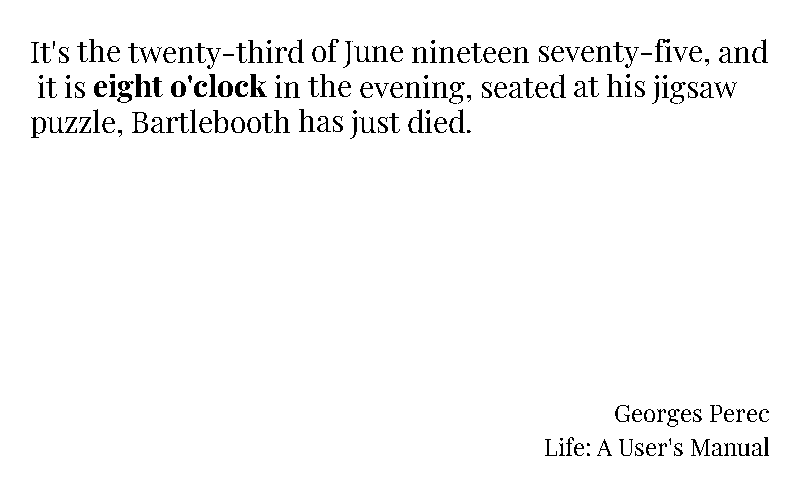 It's the twenty-third of June nineteen seventy-five, and
it is eight o'clock in the evening, seated at his jigsaw
puzzle, Bartlebooth has just died.
Georges Perec
Life: A User's Manual